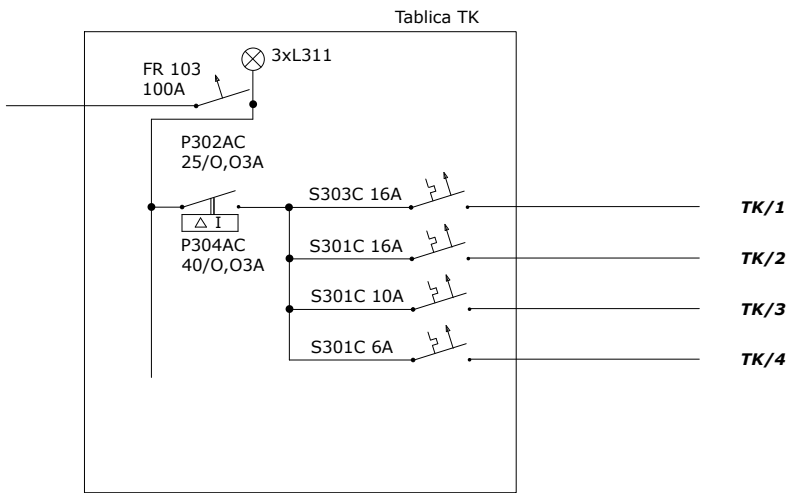 Tablica TK
3xL311
FR 103
100A
P302AC
25/O,O3A
S303C 16A
TK/1
△ I
P304AC
40/O,O3A
S301C 16A
TK/2
S301C 10A
TK/3
S301C 6A
TK/4